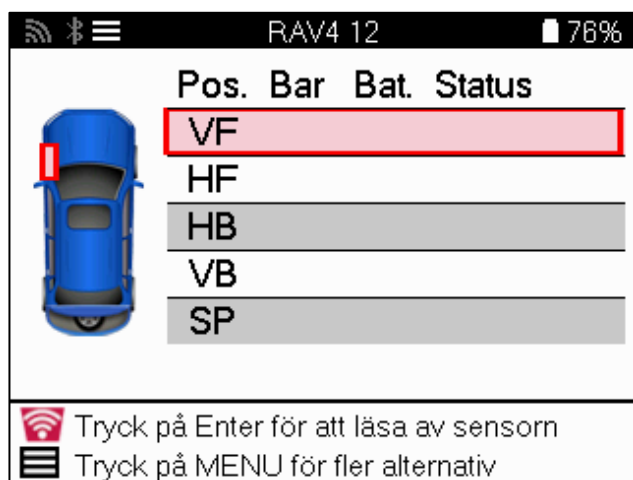 RAV4 12 76%
Pos. Bar Bat. Status
VF
HF
HB
VB
SP
Tryck på Enter för att läsa av sensorn
Tryck på MENU för fler alternativ